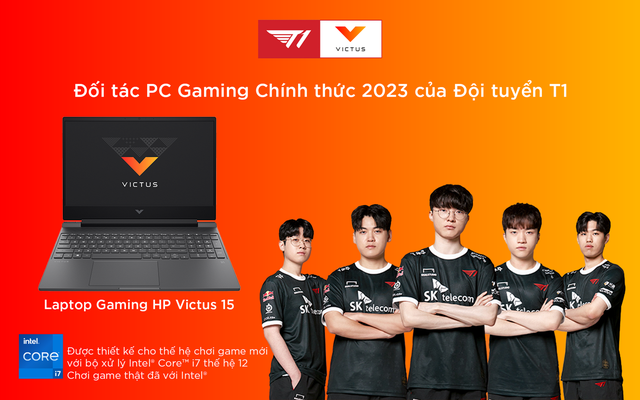 T1
VICTUS
Đối tác PC Gaming Chính thức 2023 của Đội tuyển T1
VICTUS
Laptop Gaming HP Victus 15
SK telecom
SK telecom
SK telecom
intel.
CORE
i7
Được thiết kế cho thế hệ chơi game mới
với bộ xử lý Intel® Core™ i7 thế hệ 12
Chơi game thật đã với Intel®